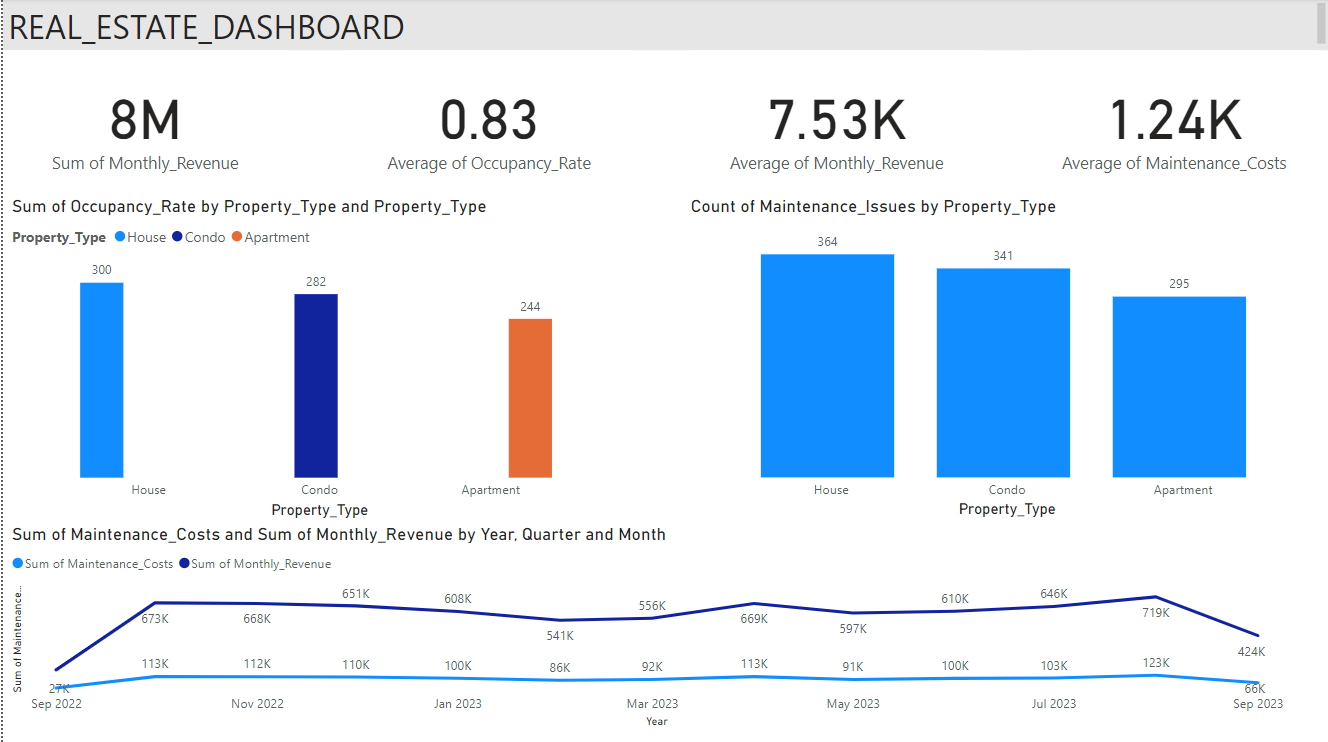 REAL_ESTATE_DASHBOARD
8M
Sum of Monthly_Revenue
0.83
Average of Occupancy_Rate
7.53K
Average of Monthly_Revenue
1.24K
Average of Maintenance_Costs
Sum of Occupancy_Rate by Property_Type and Property_Type
Property_Type House Condo Apartment
300
282
244
House Condo Apartment
Property_Type
Count of Maintenance_Issues by Property_Type
364
341
295
House Condo Apartment
Property_Type
Sum of Maintenance_Costs and Sum of Monthly_Revenue by Year, Quarter and Month
Sum of Maintenance_Costs Sum of Monthly_Revenue
Sum of Maintenance...
673K 668K 651K 608K 541K 556K 669K 597K 610K 646K 719K 424K
27K 113K 112K 110K 100K 86K 92K 113K 91K 100K 103K 123K 66K
Sep 2022 Nov 2022 Jan 2023 Mar 2023 May 2023 Jul 2023 Sep 2023
Year